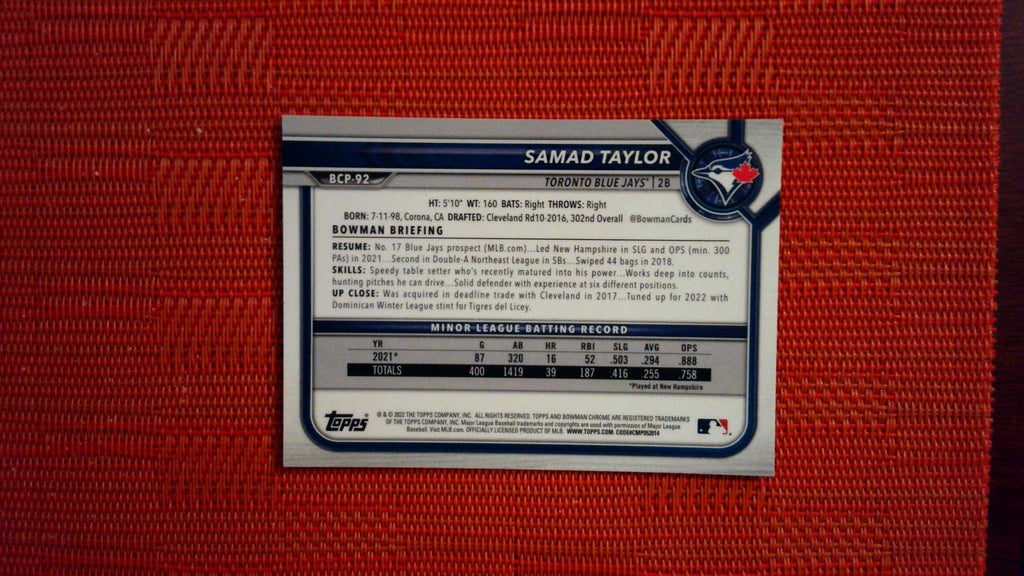 SAMAD TAYLOR
BCP-92
TORONTO BLUE JAYS® | 2B
HT: 5'10" WT: 160 BATS: Right THROWS: Right
BORN: 7-11-98, Corona, CA DRAFTED: Cleveland Rd10-2016, 302nd Overall @BowmanCards
BOWMAN BRIEFING
RESUME: No. 17 Blue Jays prospect (MLB.com)...Led New Hampshire in SLG and OPS (min. 300
PAs) in 2021...Second in Double-A Northeast League in SBs...Swiped 44 bags in 2018.
SKILLS: Speedy table setter who's recently matured into his power...Works deep into counts,
hunting pitches he can drive...Solid defender with experience at six different positions.
UP CLOSE: Was acquired in deadline trade with Cleveland in 2017...Tuned up for 2022 with
Dominican Winter League stint for Tigres del Licey.
MINOR LEAGUE BATTING RECORD
YR G AB HR RBI SLG AVG OPS
2021* 87 320 16 52 .503 .294 .888
TOTALS 400 1419 39 187 .416 .255 .758
*Played at New Hampshire
Topps®
® & © 2022 THE TOPPS COMPANY, INC. ALL RIGHTS RESERVED. TOPPS AND BOWMAN CHROME ARE REGISTERED TRADEMARKS
OF THE TOPPS COMPANY, INC. Major League Baseball trademarks and copyrights are used with permission of Major League
Baseball. Visit MLB.com. OFFICIALLY LICENSED PRODUCT OF MLB. WWW.TOPPS.COM. CODE#CMP052014